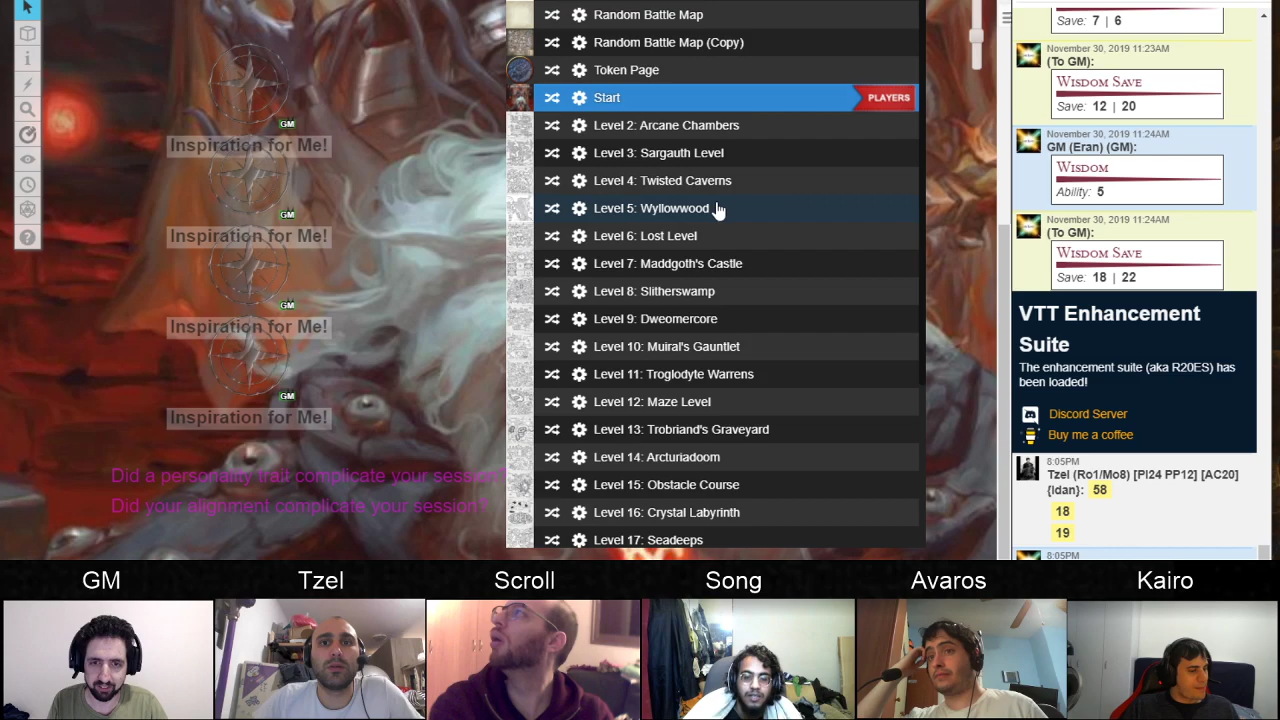 GM
Inspiration for Me!
GM
Inspiration for Me!
GM
Inspiration for Me!
GM
Inspiration for Me!
Did a personality trait complicate your session?
Did your alignment complicate your session?
Random Battle Map
Random Battle Map (Copy)
Token Page
Start
PLAYERS
Level 2: Arcane Chambers
Level 3: Sargauth Level
Level 4: Twisted Caverns
Level 5: Wyllowwood
Level 6: Lost Level
Level 7: Maddgoth's Castle
Level 8: Slitherswamp
Level 9: Dweomercore
Level 10: Muiral's Gauntlet
Level 11: Troglodyte Warrens
Level 12: Maze Level
Level 13: Trobriand's Graveyard
Level 14: Arcturiadoom
Level 15: Obstacle Course
Level 16: Crystal Labyrinth
Level 17: Seadeeps
Save: 7 | 6
November 30, 2019 11:23AM
(To GM):
WISDOM SAVE
Save: 12 | 20
November 30, 2019 11:24AM
GM (Eran) (GM):
WISDOM
Ability: 5
November 30, 2019 11:24AM
(To GM):
WISDOM SAVE
Save: 18 | 22
VTT Enhancement
Suite
The enhancement suite (aka R20ES) has
been loaded!
Discord Server
Buy me a coffee
8:05PM
Tzel (Ro1/Mo8) [PI24 PP12] [AC20]
{Idan}: 58
18
19
8:05PM
GM
Tzel
Scroll
Song
Avaros
Kairo